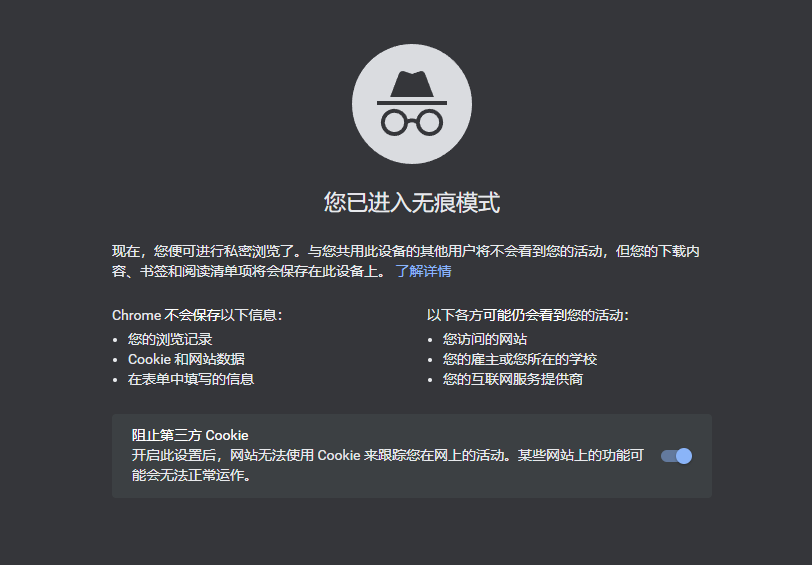 您已进入无痕模式
现在，您便可进行私密浏览了。与您共用此设备的其他用户将不会看到您的活动，但您的下载内
容、书签和阅读清单项将会保存在此设备上。 了解详情
Chrome 不会保存以下信息：
• 您的浏览记录
• Cookie 和网站数据
• 在表单中填写的信息
以下各方可能仍会看到您的活动：
• 您访问的网站
• 您的雇主或您所在的学校
• 您的互联网服务提供商
阻止第三方 Cookie
开启此设置后，网站无法使用 Cookie 来跟踪您在网上的活动。某些网站上的功能可
能会无法正常运作。